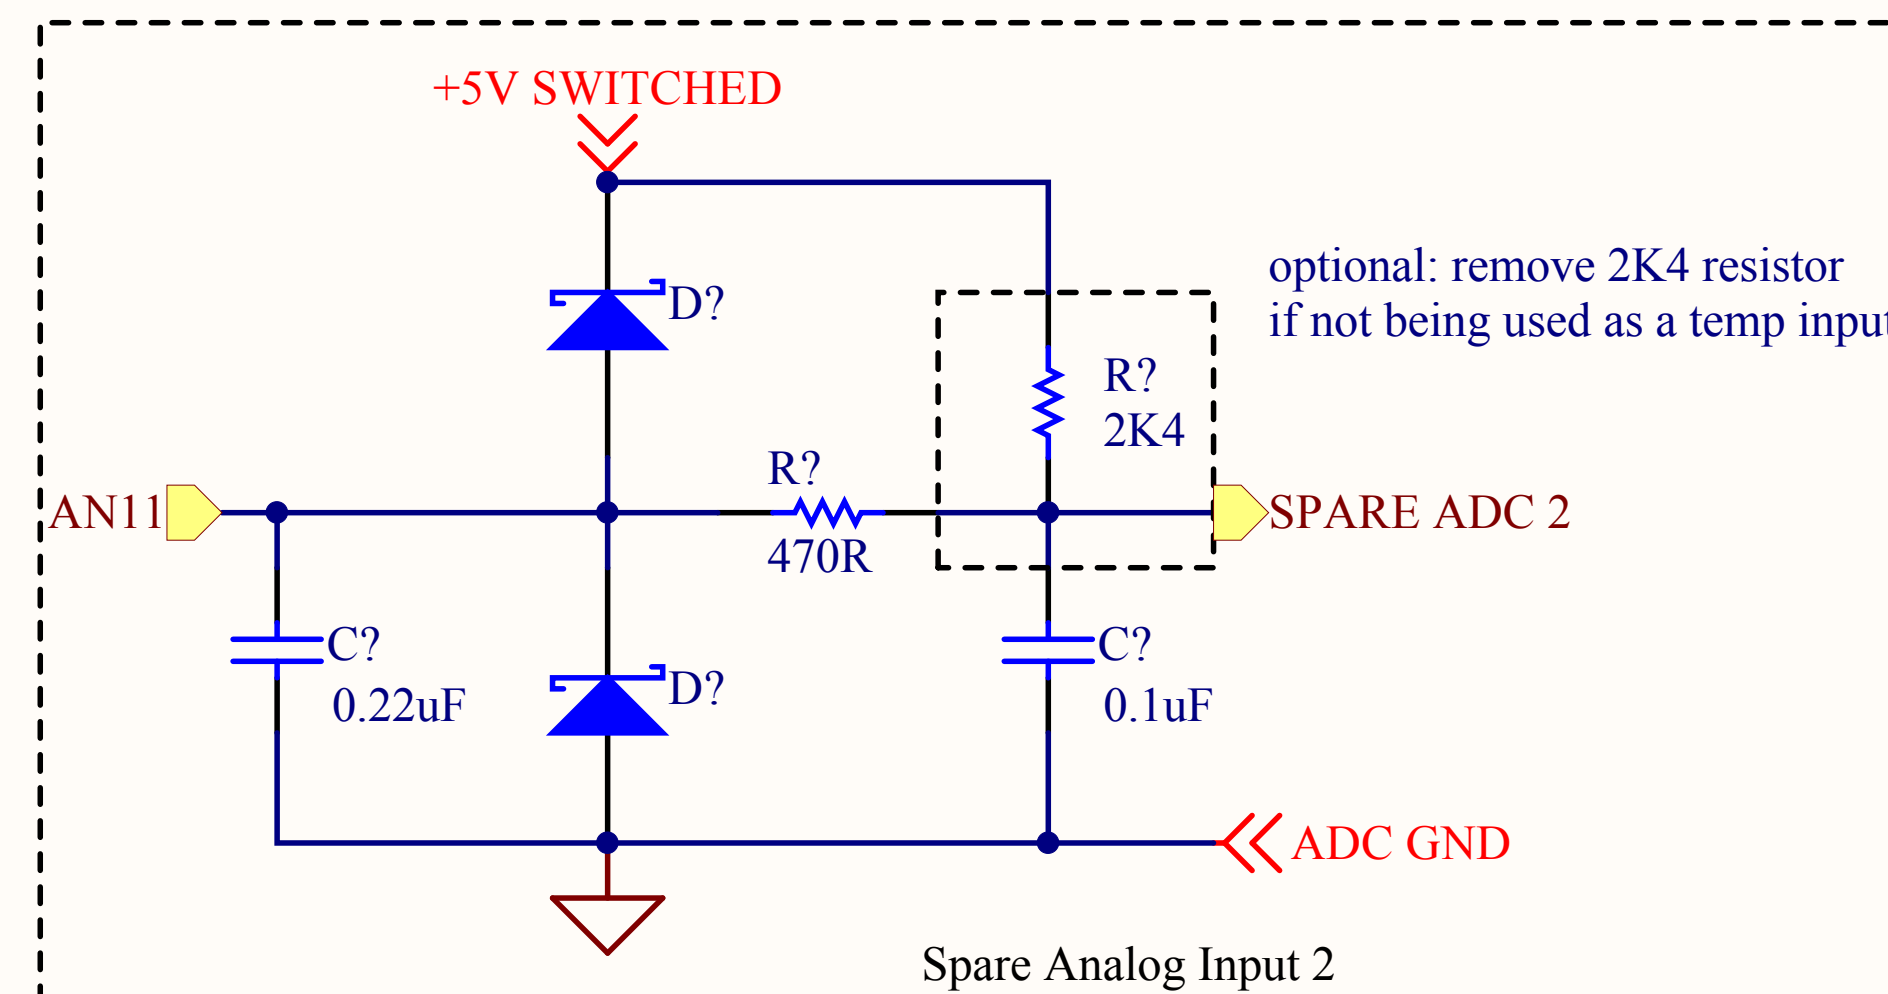 +5V SWITCHED
D?
optional: remove 2K4 resistor
if not being used as a temp input
R?
2K4
R?
470R
AN11
SPARE ADC 2
C?
0.22uF
D?
C?
0.1uF
ADC GND
Spare Analog Input 2